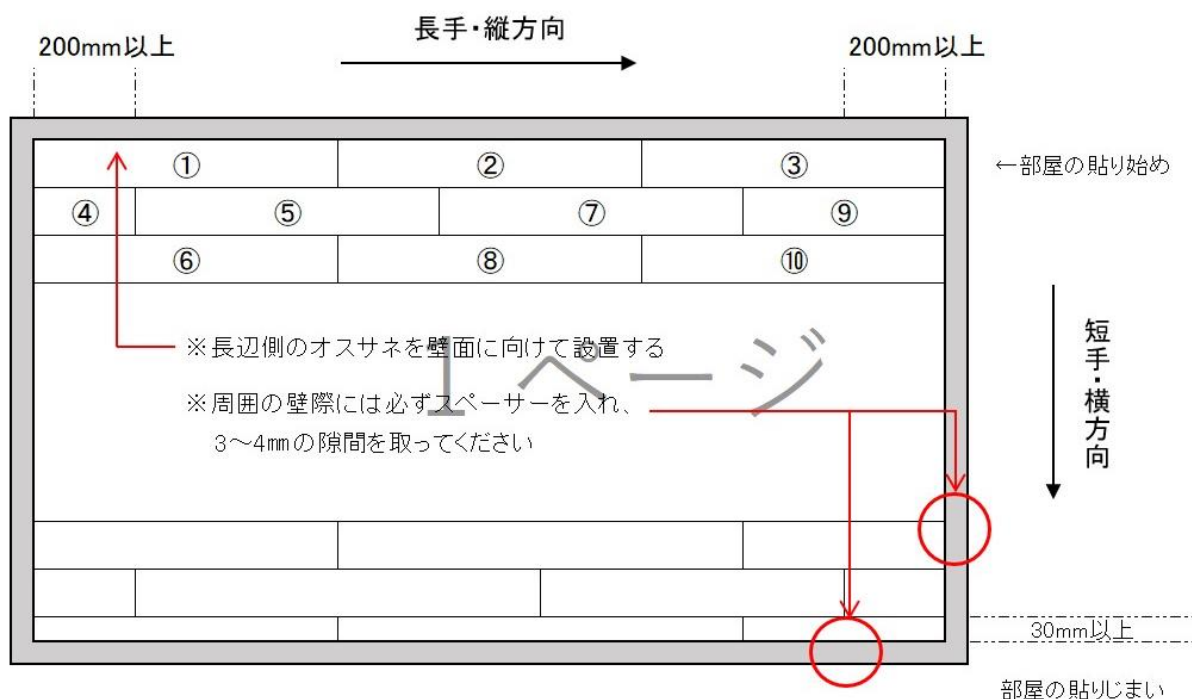 長手・縦方向
200mm以上
200mm以上
① ② ③
←部屋の貼り始め
④ ⑤ ⑦ ⑨
⑥ ⑧ ⑩
※長辺側のオスサネを壁面に向けて設置する
1 ページ
※周囲の壁際には必ずスペーサーを入れ、
3～4㎜の隙間を取ってください
短手・横方向
30mm以上
部屋の貼りじまい